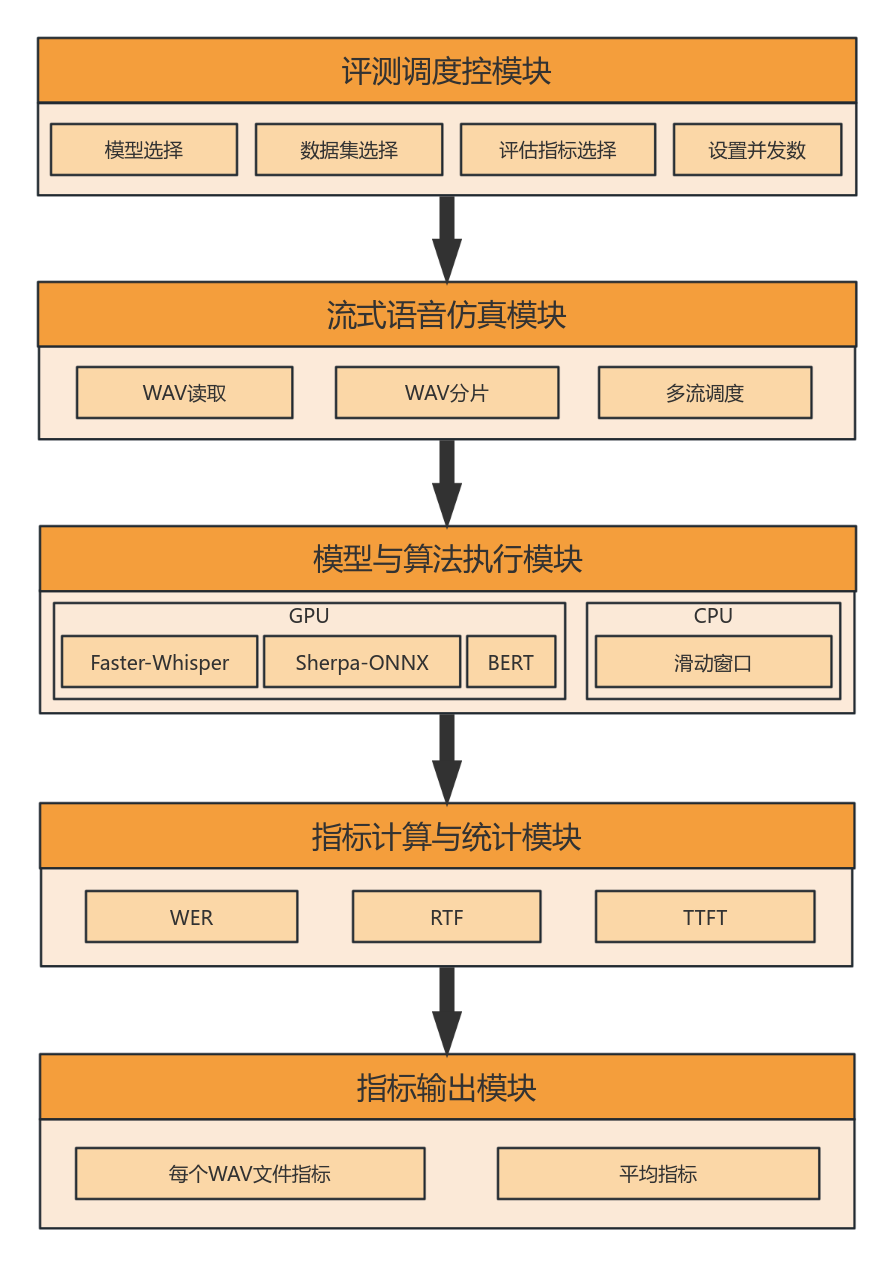 评测调度控模块
模型选择
数据集选择
评估指标选择
设置并发数
流式语音仿真模块
WAV读取
WAV分片
多流调度
模型与算法执行模块
GPU
Faster-Whisper
Sherpa-ONNX
BERT
CPU
滑动窗口
指标计算与统计模块
WER
RTF
TTFT
指标输出模块
每个WAV文件指标
平均指标